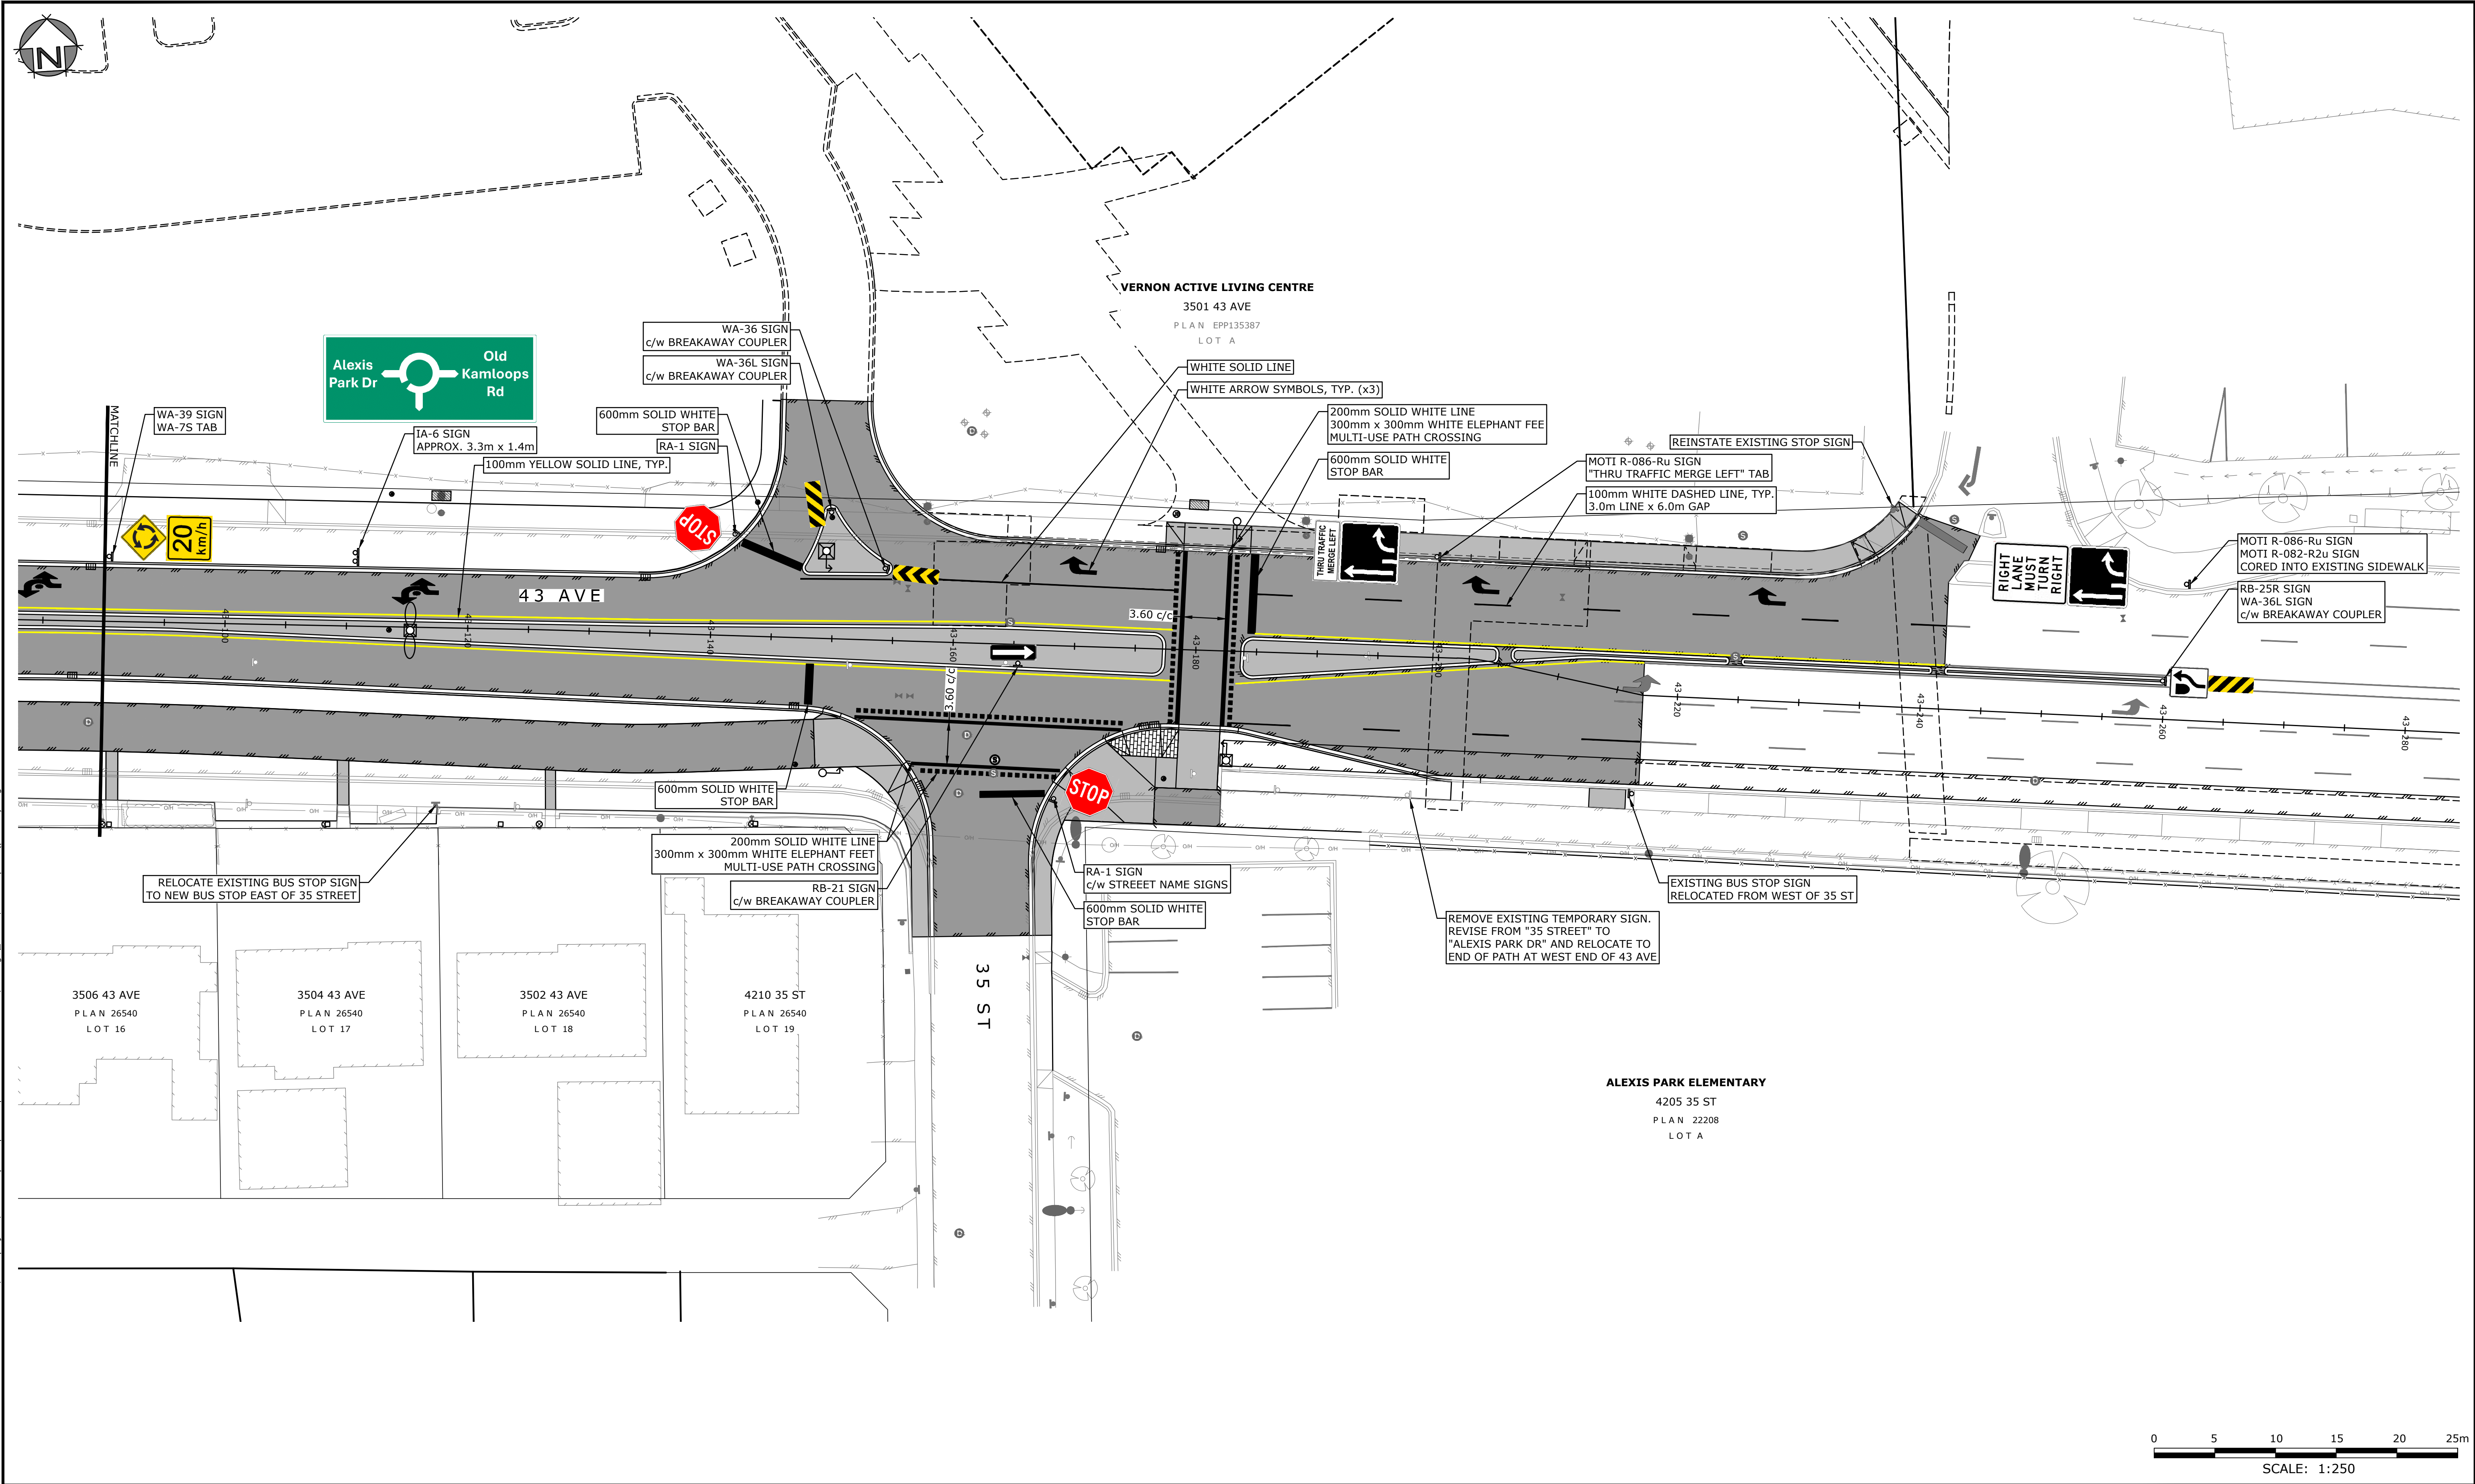 N
VERNON ACTIVE LIVING CENTRE
3501 43 AVE
PLAN EPP135387
LOT A
WA-36 SIGN
c/w BREAKAWAY COUPLER
WA-36L SIGN
c/w BREAKAWAY COUPLER
Alexis
Park Dr
Old
Kamloops
Rd
WHITE SOLID LINE
WHITE ARROW SYMBOLS, TYP. (x3)
MATCHLINE
WA-39 SIGN
WA-7S TAB
600mm SOLID WHITE
STOP BAR
RA-1 SIGN
IA-6 SIGN
APPROX. 3.3m x 1.4m
100mm YELLOW SOLID LINE, TYP.
200mm SOLID WHITE LINE
300mm x 300mm WHITE ELEPHANT FEE
MULTI-USE PATH CROSSING
600mm SOLID WHITE
STOP BAR
REINSTATE EXISTING STOP SIGN
MOTI R-086-Ru SIGN
"THRU TRAFFIC MERGE LEFT" TAB
100mm WHITE DASHED LINE, TYP.
3.0m LINE x 6.0m GAP
20
km/h
STOP
THRU TRAFFIC
MERGE LEFT
RIGHT
LANE
MUST
TURN
RIGHT
MOTI R-086-Ru SIGN
MOTI R-082-R2u SIGN
CORED INTO EXISTING SIDEWALK
RB-25R SIGN
WA-36L SIGN
c/w BREAKAWAY COUPLER
43 AVE
3.60 c/c
43+100
43+120
43+140
43+160
43+180
43+200
43+220
43+240
43+260
43+280
3.60 c/c
STOP
600mm SOLID WHITE
STOP BAR
200mm SOLID WHITE LINE
300mm x 300mm WHITE ELEPHANT FEET
MULTI-USE PATH CROSSING
RB-21 SIGN
c/w BREAKAWAY COUPLER
RELOCATE EXISTING BUS STOP SIGN
TO NEW BUS STOP EAST OF 35 STREET
RA-1 SIGN
c/w STREEET NAME SIGNS
600mm SOLID WHITE
STOP BAR
EXISTING BUS STOP SIGN
RELOCATED FROM WEST OF 35 ST
REMOVE EXISTING TEMPORARY SIGN.
REVISE FROM "35 STREET" TO
"ALEXIS PARK DR" AND RELOCATE TO
END OF PATH AT WEST END OF 43 AVE
35 ST
3506 43 AVE
PLAN 26540
LOT 16
3504 43 AVE
PLAN 26540
LOT 17
3502 43 AVE
PLAN 26540
LOT 18
4210 35 ST
PLAN 26540
LOT 19
ALEXIS PARK ELEMENTARY
4205 35 ST
PLAN 22208
LOT A
0 5 10 15 20 25m
SCALE: 1:250